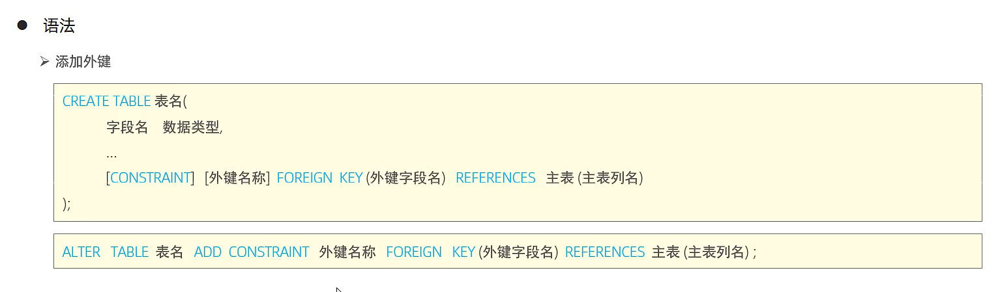 语法
添加外键
CREATE TABLE 表名(
字段名 数据类型,
...
[CONSTRAINT] [外键名称] FOREIGN KEY (外键字段名) REFERENCES 主表 (主表列名)
);
ALTER TABLE 表名 ADD CONSTRAINT 外键名称 FOREIGN KEY (外键字段名) REFERENCES 主表 (主表列名) ;